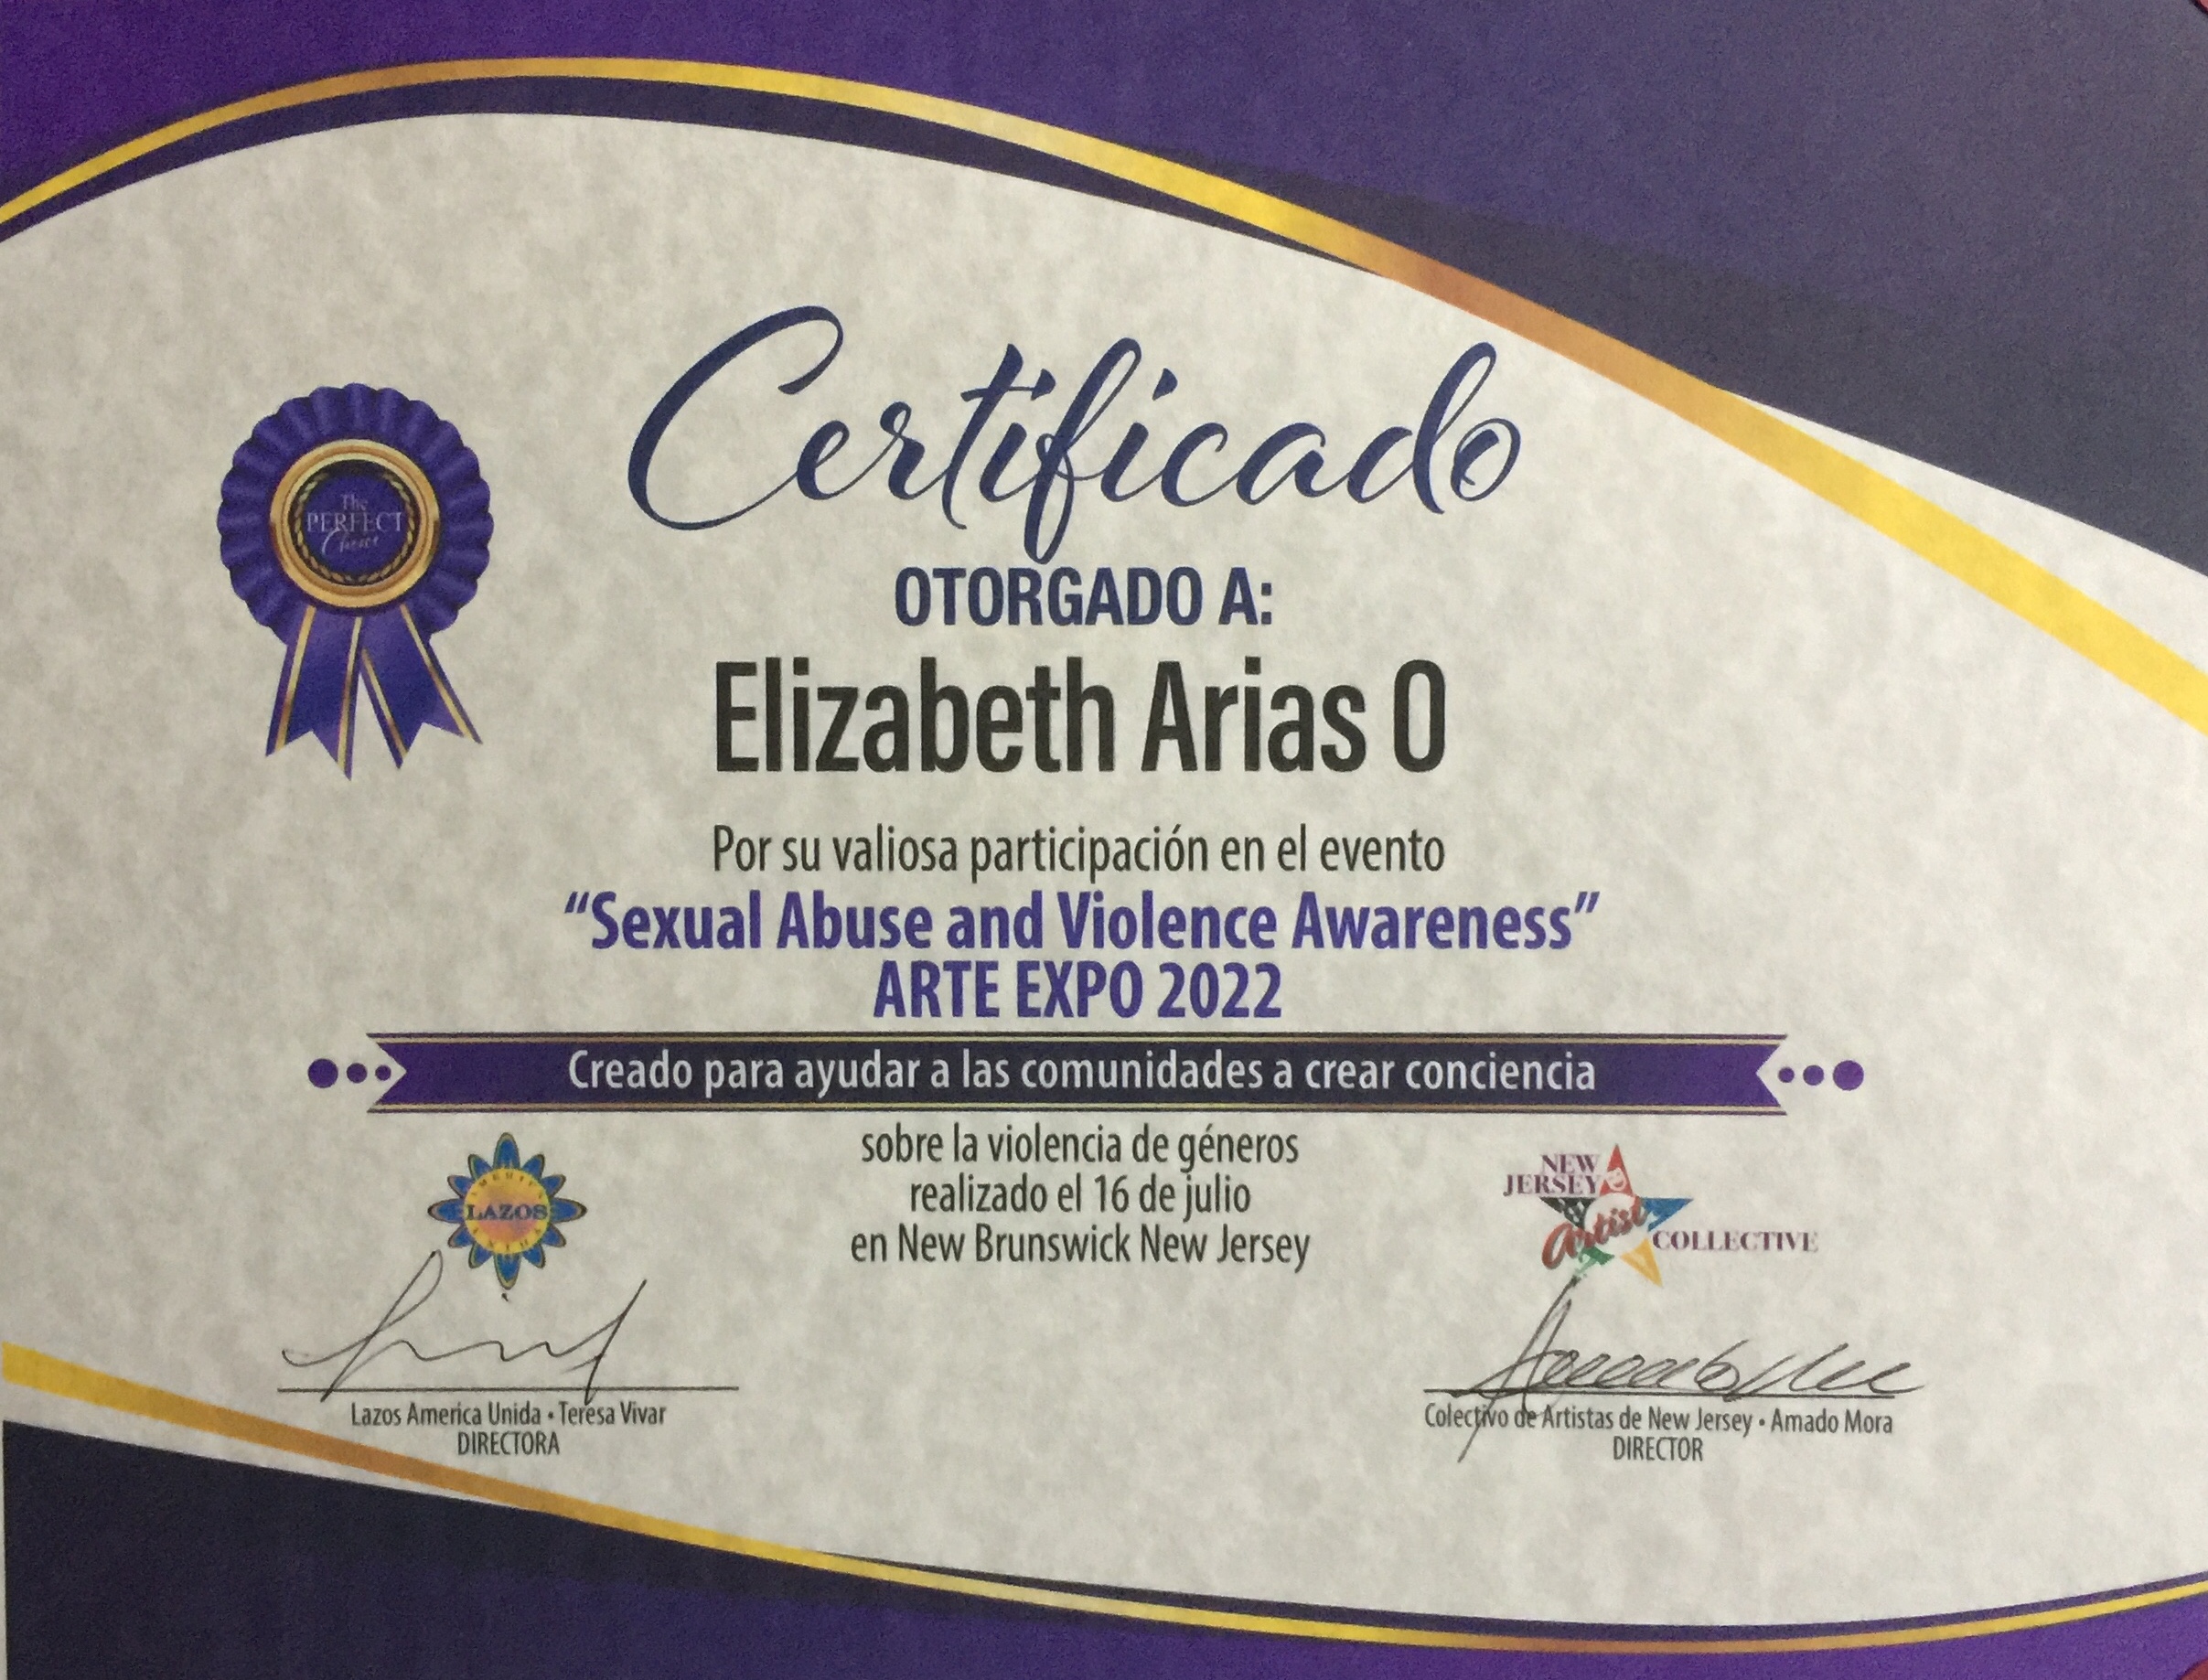 Certificado
The
PERFECT
Choice
OTORGADO A:
Elizabeth Arias O
Por su valiosa participación en el evento
“Sexual Abuse and Violence Awareness”
ARTE EXPO 2022
Creado para ayudar a las comunidades a crear conciencia
sobre la violencia de géneros
realizado el 16 de julio
en New Brunswick New Jersey
AMERICA
LAZOS
NEW
JERSEY
Artist
COLLECTIVE
Lazos America Unida • Teresa Vivar
DIRECTORA
Colectivo de Artistas de New Jersey • Amado Mora
DIRECTOR